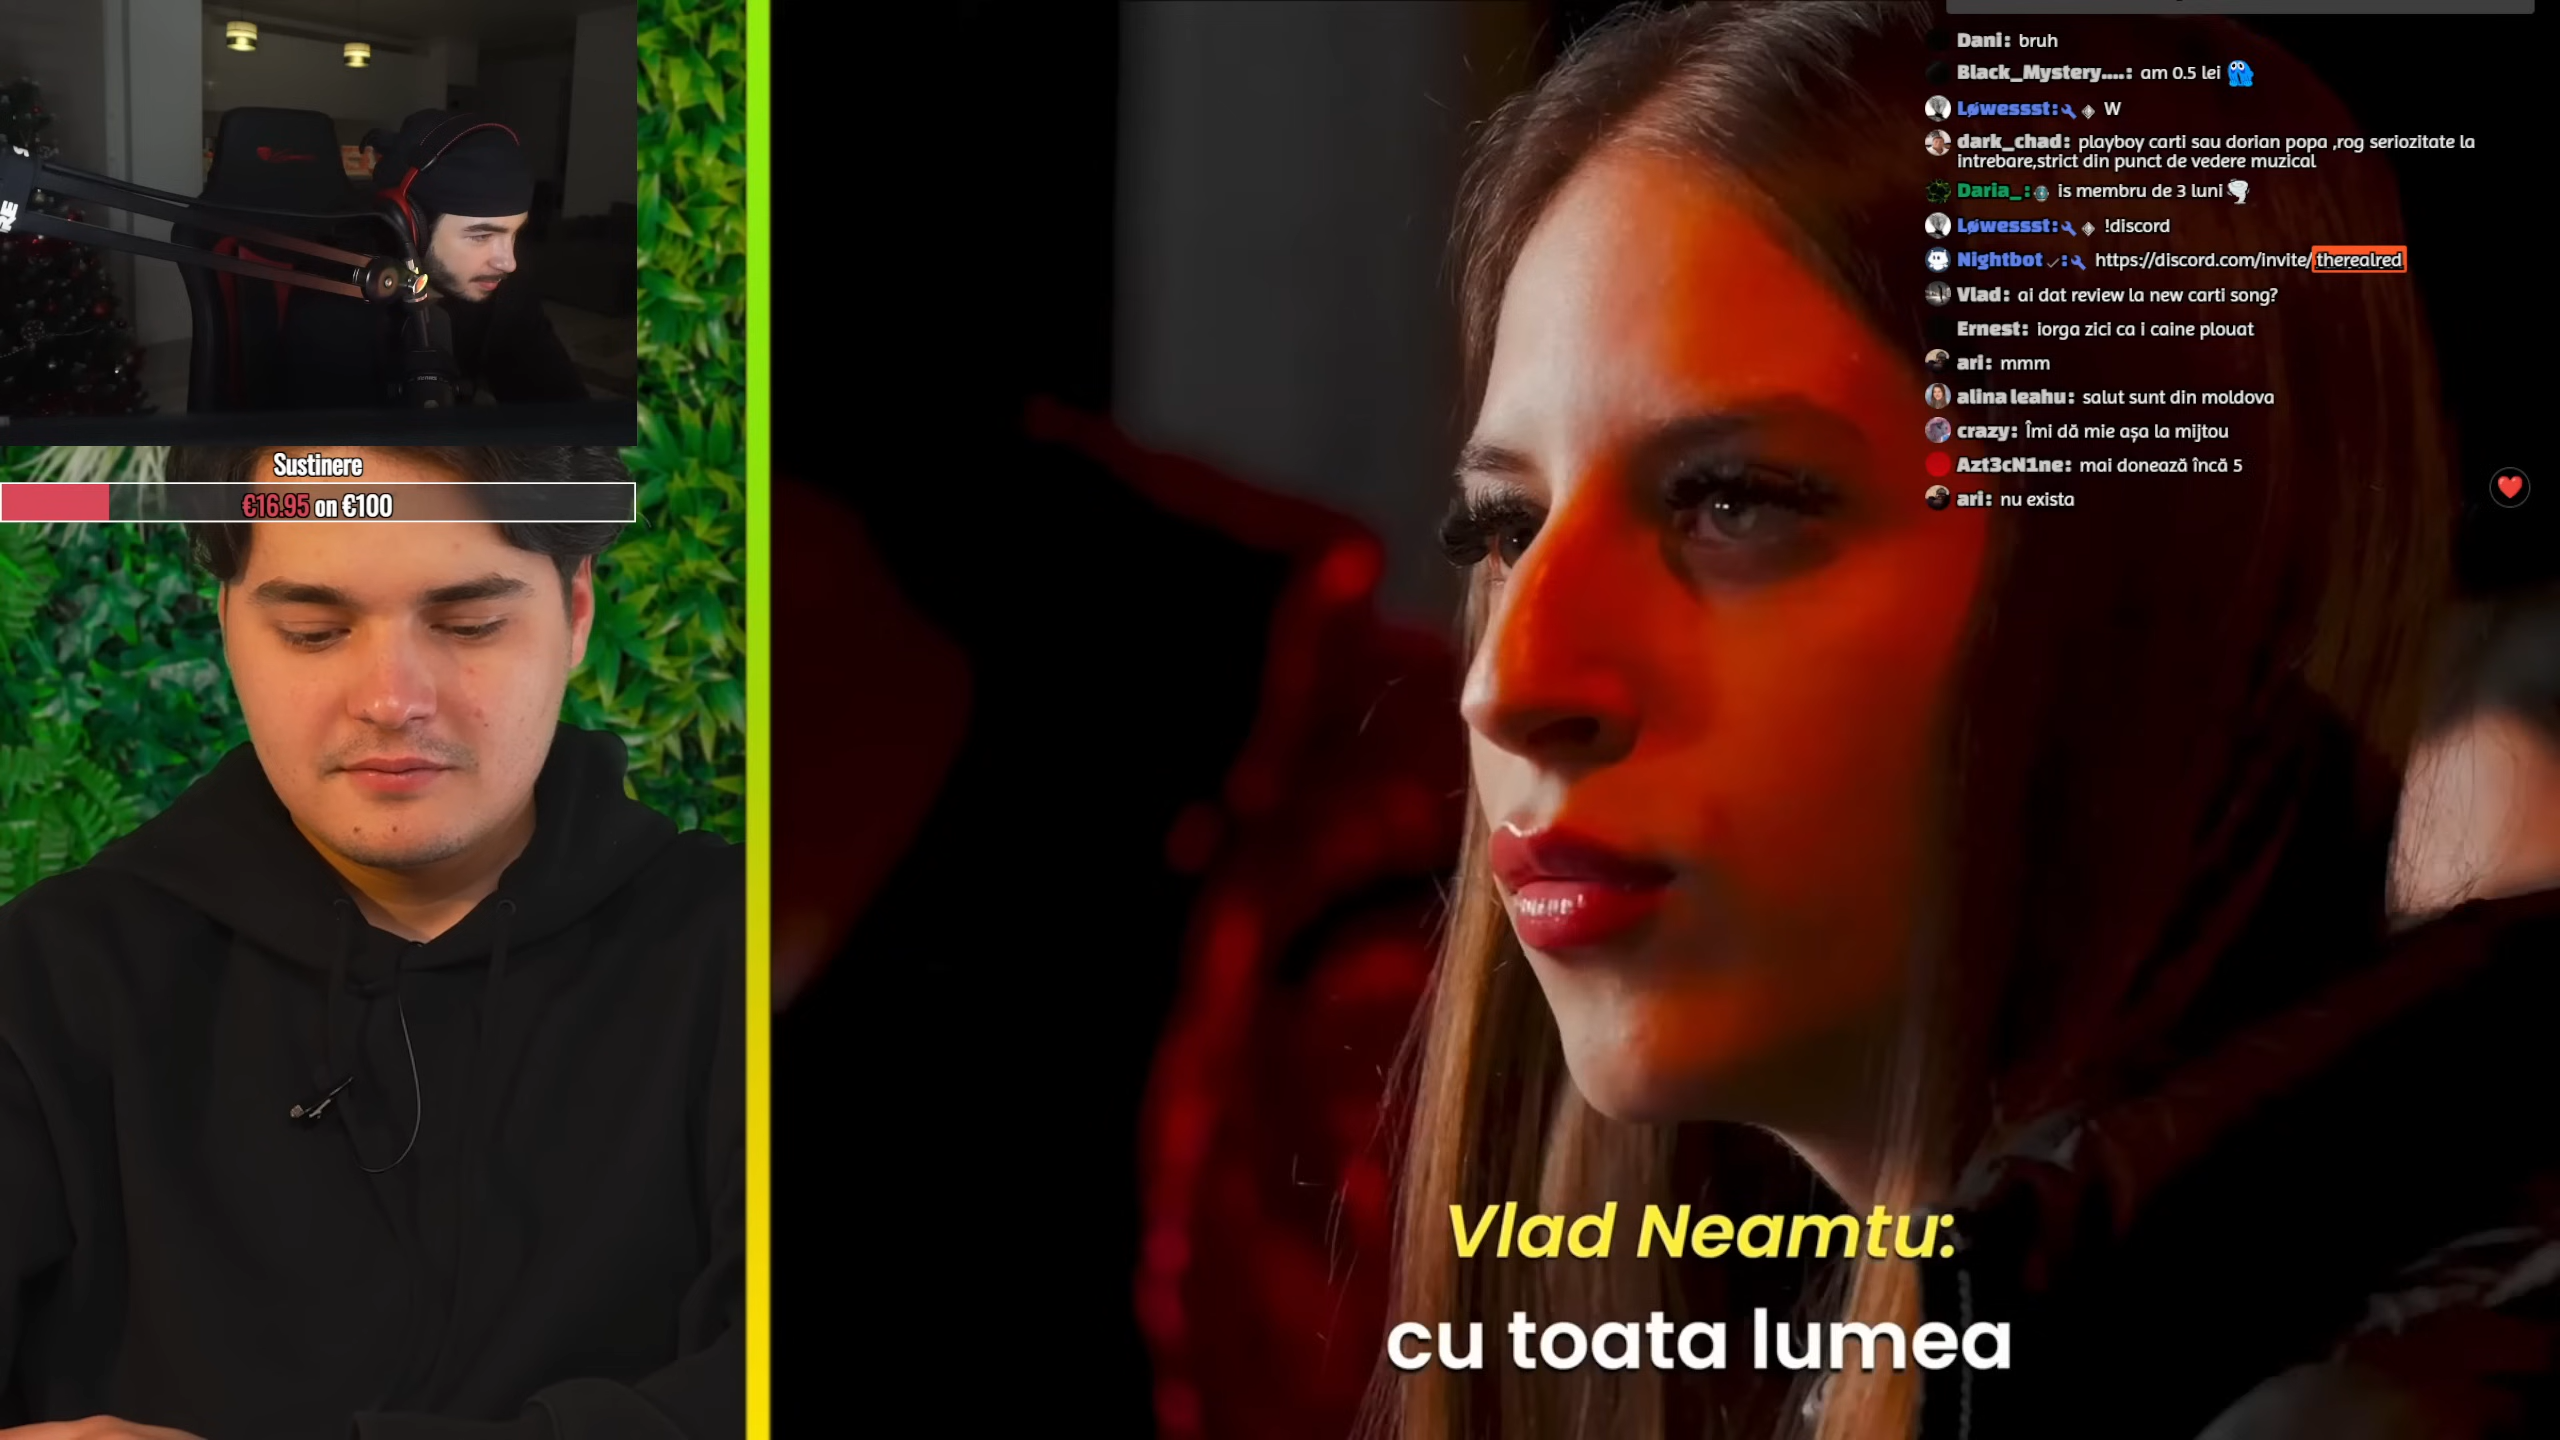 Sustinere
€16.95 on €100
Dani: bruh
Black_Mystery....: am 0.5 lei
Løwessst: W
dark_chad: playboy carti sau dorian popa ,rog seriozitate la
intrebare,strict din punct de vedere muzical
Daria_: is membru de 3 luni
Løwessst: !discord
Nightbot: https://discord.com/invite/therealred
Vlad: ai dat review la new carti song?
Ernest: iorga zici ca i caine plouat
ari: mmm
alina leahu: salut sunt din moldova
crazy: Îmi dă mie așa la mijtou
Azt3cN1ne: mai donează încă 5
ari: nu exista
Vlad Neamtu:
cu toata lumea